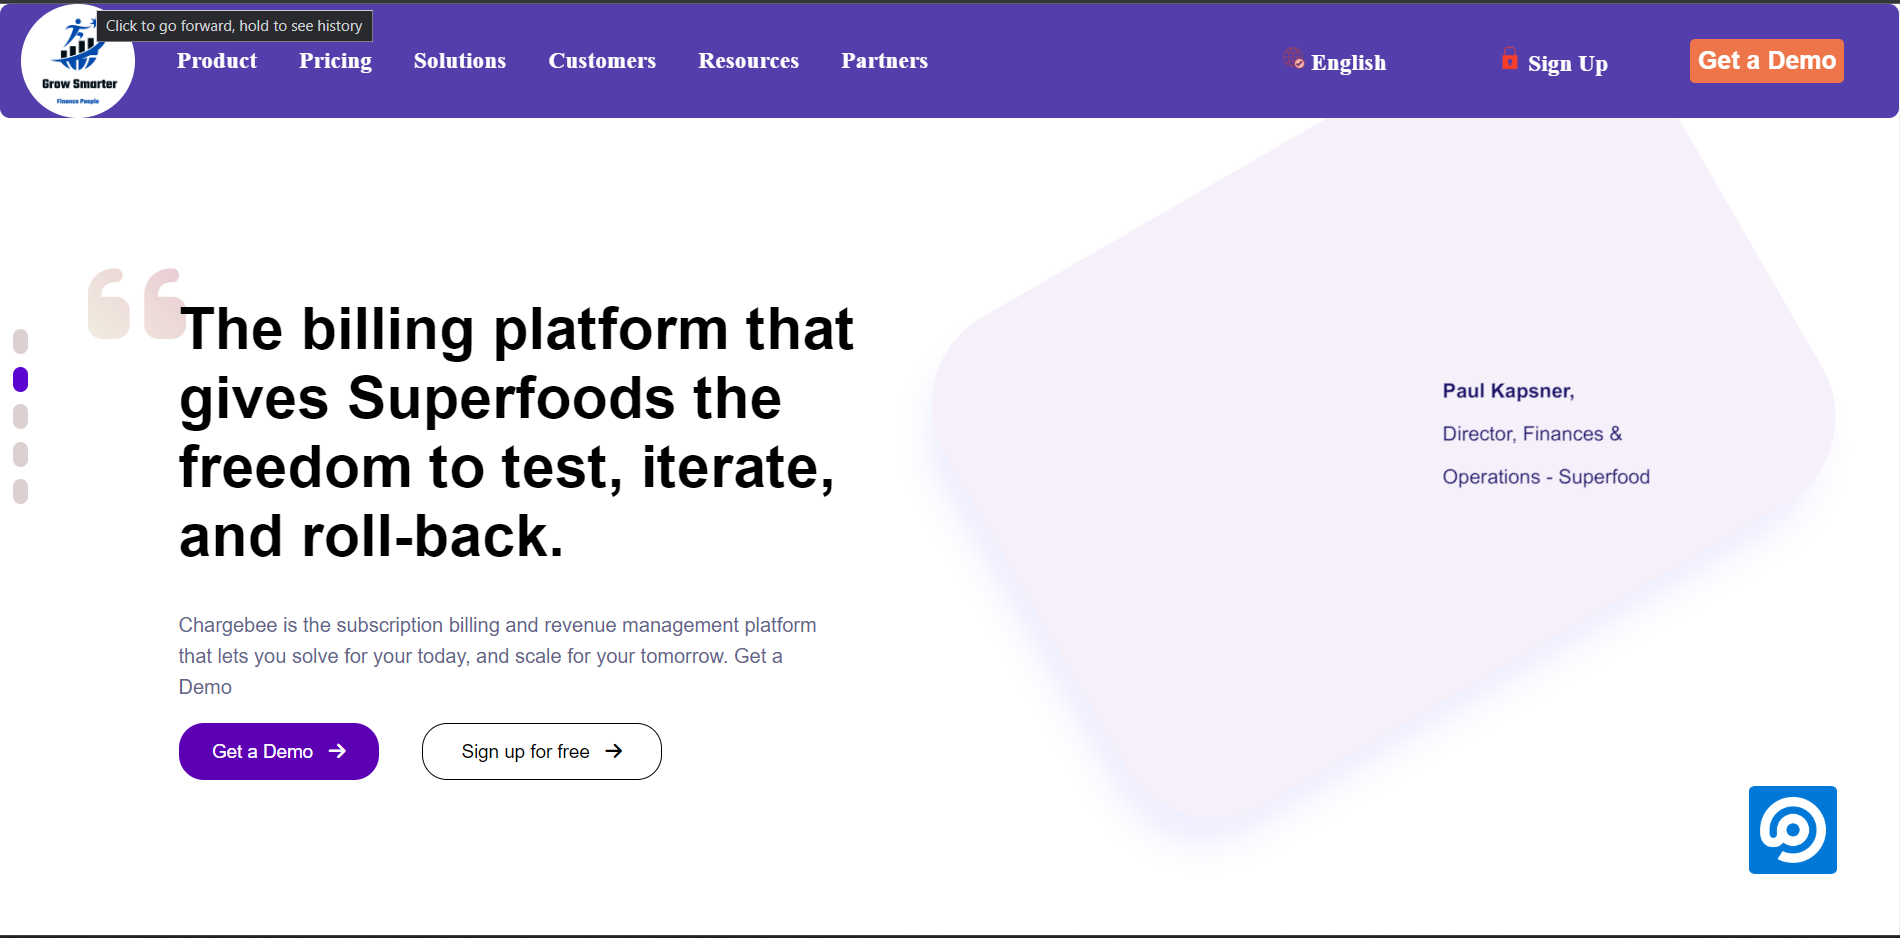 Click to go forward, hold to see history
Grow Smarter
Finance People
Product
Pricing
Solutions
Customers
Resources
Partners
English
Sign Up
Get a Demo
“
The billing platform that
gives Superfoods the
freedom to test, iterate,
and roll-back.
Chargebee is the subscription billing and revenue management platform
that lets you solve for your today, and scale for your tomorrow. Get a
Demo
Get a Demo →
Sign up for free →
Paul Kapsner,
Director, Finances &
Operations - Superfood